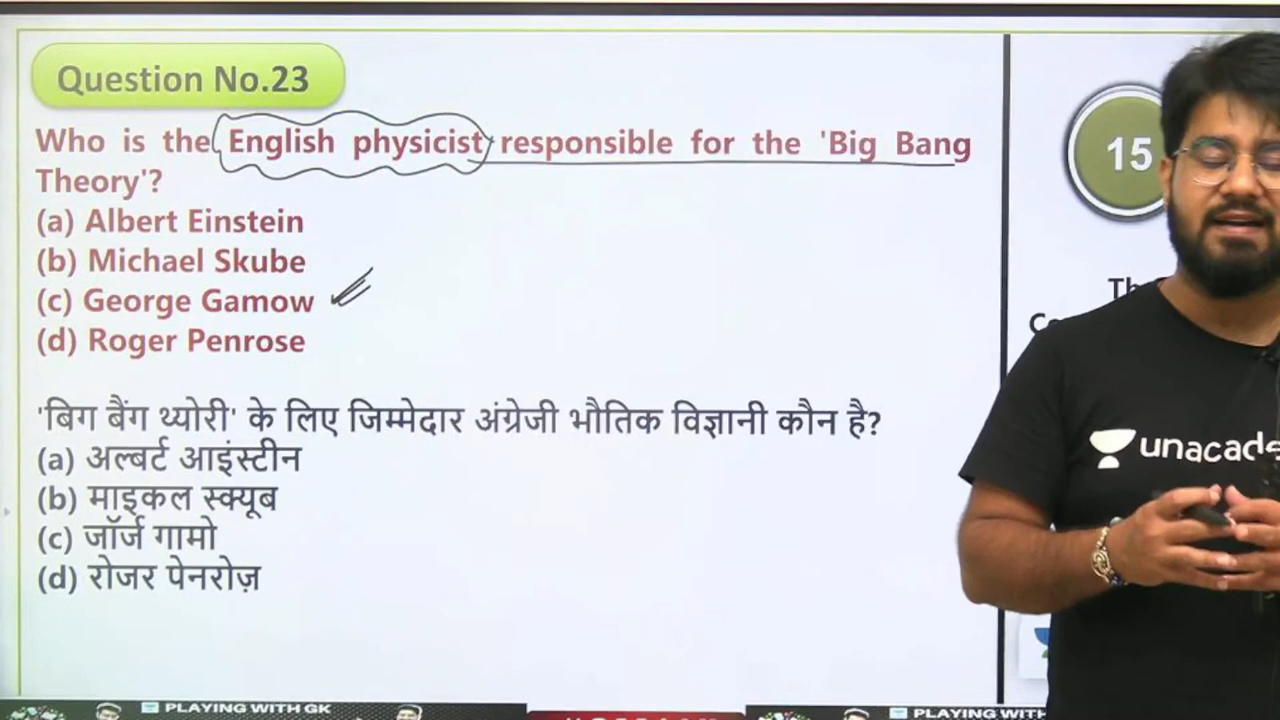 Question No.23
Who is the English physicist responsible for the 'Big Bang
Theory'?
(a) Albert Einstein
(b) Michael Skube
(c) George Gamow
(d) Roger Penrose
'बिग बैंग थ्योरी' के लिए जिम्मेदार अंग्रेजी भौतिक विज्ञानी कौन है?
(a) अल्बर्ट आइंस्टीन
(b) माइकल स्क्यूब
(c) जॉर्ज गामो
(d) रोजर पेनरोज़
15
unacade
PLAYING WITH GK
PLAYING WITH